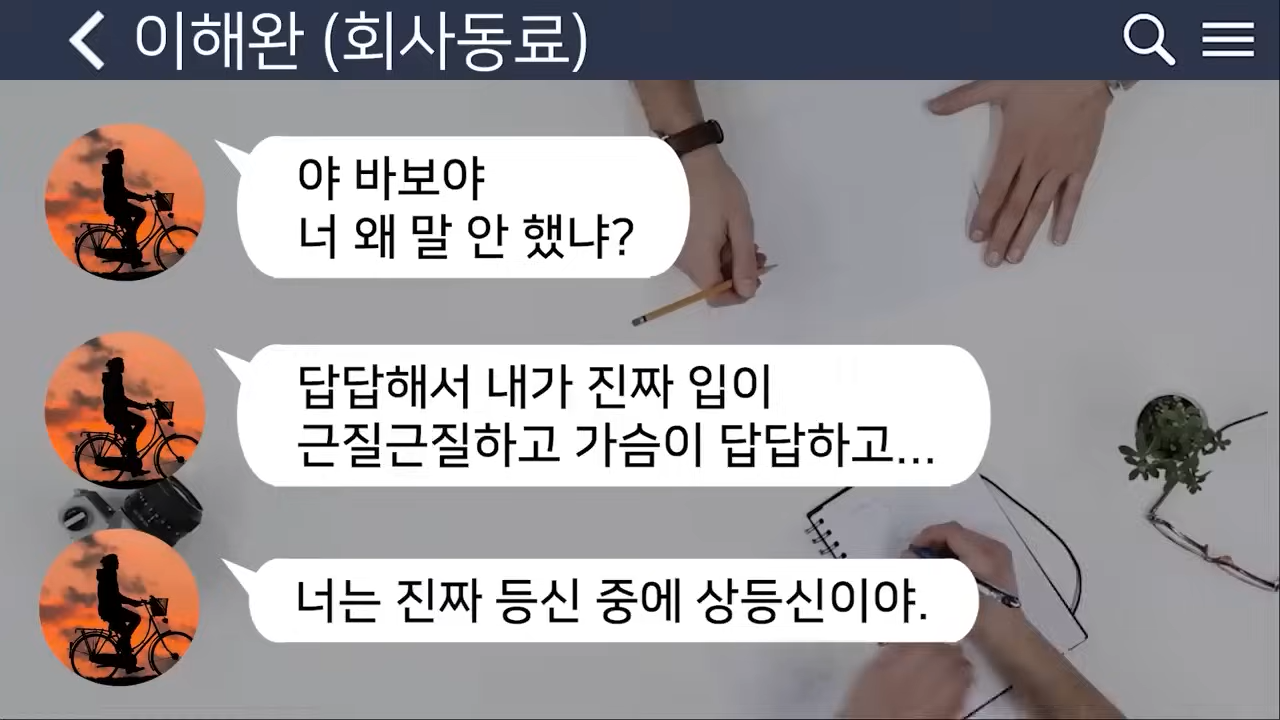 이해완 (회사동료)
야 바보야
너 왜 말 안 했냐?
답답해서 내가 진짜 입이
근질근질하고 가슴이 답답하고...
너는 진짜 등신 중에 상등신이야.